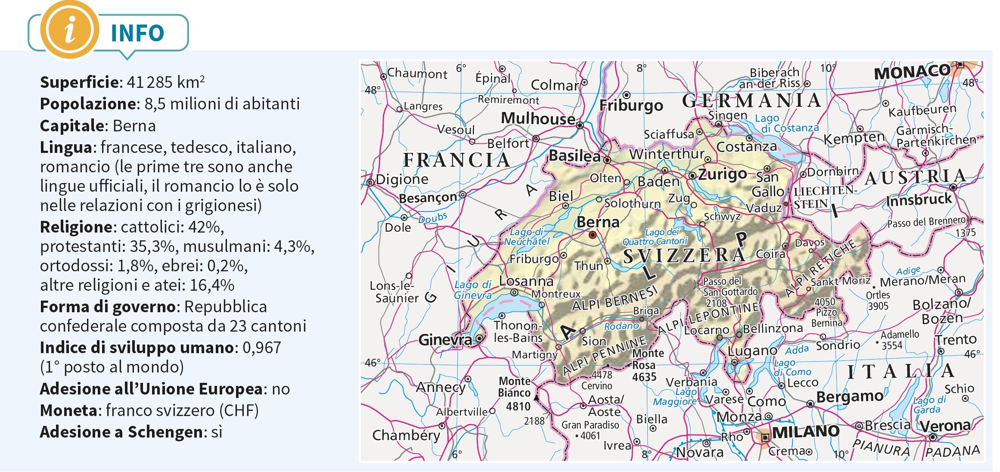 i
INFO
Superficie: 41 285 km²
Popolazione: 8,5 milioni di abitanti
Capitale: Berna
Lingua: francese, tedesco, italiano,
romancio (le prime tre sono anche
lingue ufficiali, il romancio lo è solo
nelle relazioni con i grigionesi)
Religione: cattolici: 42%,
protestanti: 35,3%, musulmani: 4,3%,
ortodossi: 1,8%, ebrei: 0,2%,
altre religioni e atei: 16,4%
Forma di governo: Repubblica
confederale composta da 23 cantoni
Indice di sviluppo umano: 0,967
(1° posto al mondo)
Adesione all’Unione Europea: no
Moneta: franco svizzero (CHF)
Adesione a Schengen: sì
6°
8°
10°
MONACO
Chaumont
Épinal
Colmar
Biberach
an der Riss
48°
48°
Langres
Remiremont
Friburgo
GERMANIA
Kaufbeuren
Mulhouse
Singen
Lago
di Costanza
Vesoul
Belfort
Sciaffusa
Costanza
Kempten
Garmisch-
Partenkirchen
FRANCIA
Basilea
Winterthur
Digione
Olten
Baden
Zurigo
San
Gallo
Dornbirn
AUSTRIA
Besançon
Biel
Solothurn
Zug
LIECHTEN-
STEIN
Vaduz
Innsbruck
Dole
Doubs
Berna
Schwyz
Passo del Brennero
1375
GIURA
Lago di
Neuchâtel
Lago dei
Quattro Cantoni
SVIZZERA
ALPI
Davos
Coira
Friburgo
Thun
ALPI RETICHE
Adige
Lons-le-
Saunier
Lago di
Ginevra
Losanna
Montreux
Passo del
San Gottardo
2108
Sankt Moriz
Merano/Meran
Ortles
3905
ALPI BERNESI
Briga
ALPI LEPONTINE
4050
Pizzo
Bernina
Bolzano/
Bozen
Thonon-
les-Bains
Ginevra
Sion
Rodano
Locarno
Bellinzona
Adamello
3554
Trento
Martigny
ALPI PENNINE
Monte
Rosa
4635
Lugano
Adda
Sondrio
46°
46°
Lago
di Como
ITALIA
4478
Cervino
Annecy
Monte
Bianco
4810
Verbania
Lecco
Schio
Lago
Maggiore
Varese
Como
Bergamo
Lago di
Garda
Albertville
Aosta/
Aoste
2188
Biella
Monza
Chambéry
Gran Paradiso
4061
Ivrea
Rho
MILANO
Brescia
Verona
Novara
Crema
PIANURA PADANA
6°
8°
10°